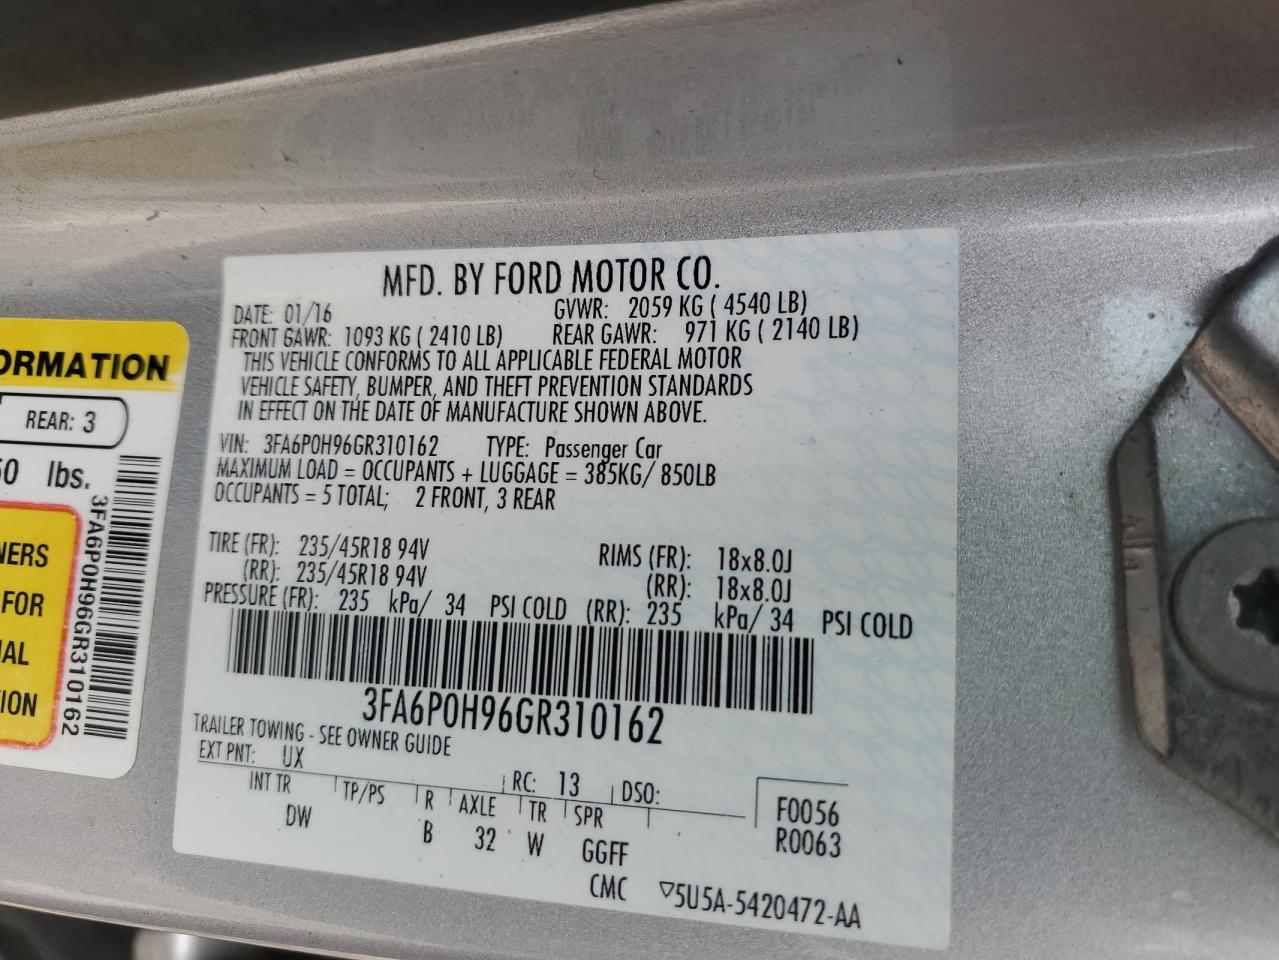 ORMATION
REAR: 3
50 lbs.
3FA6P0H96GR310162
NERS
FOR
IAL
ION
MFD. BY FORD MOTOR CO.
DATE: 01/16 GVWR: 2059 KG ( 4540 LB)
FRONT GAWR: 1093 KG ( 2410 LB) REAR GAWR: 971 KG ( 2140 LB)
THIS VEHICLE CONFORMS TO ALL APPLICABLE FEDERAL MOTOR
VEHICLE SAFETY, BUMPER, AND THEFT PREVENTION STANDARDS
IN EFFECT ON THE DATE OF MANUFACTURE SHOWN ABOVE.
VIN: 3FA6P0H96GR310162 TYPE: Passenger Car
MAXIMUM LOAD = OCCUPANTS + LUGGAGE = 385KG/ 850LB
OCCUPANTS = 5 TOTAL; 2 FRONT, 3 REAR
TIRE (FR): 235/45R18 94V RIMS (FR): 18x8.0J
(RR): 235/45R18 94V (RR): 18x8.0J
PRESSURE (FR): 235 kPa/ 34 PSI COLD (RR): 235 kPa/ 34 PSI COLD
3FA6P0H96GR310162
TRAILER TOWING - SEE OWNER GUIDE
EXT PNT: UX RC: 13 DSO:
INT TR TP/PS R AXLE TR SPR F0056
DW B 32 W GGFF R0063
CMC ▽5U5A-5420472-AA